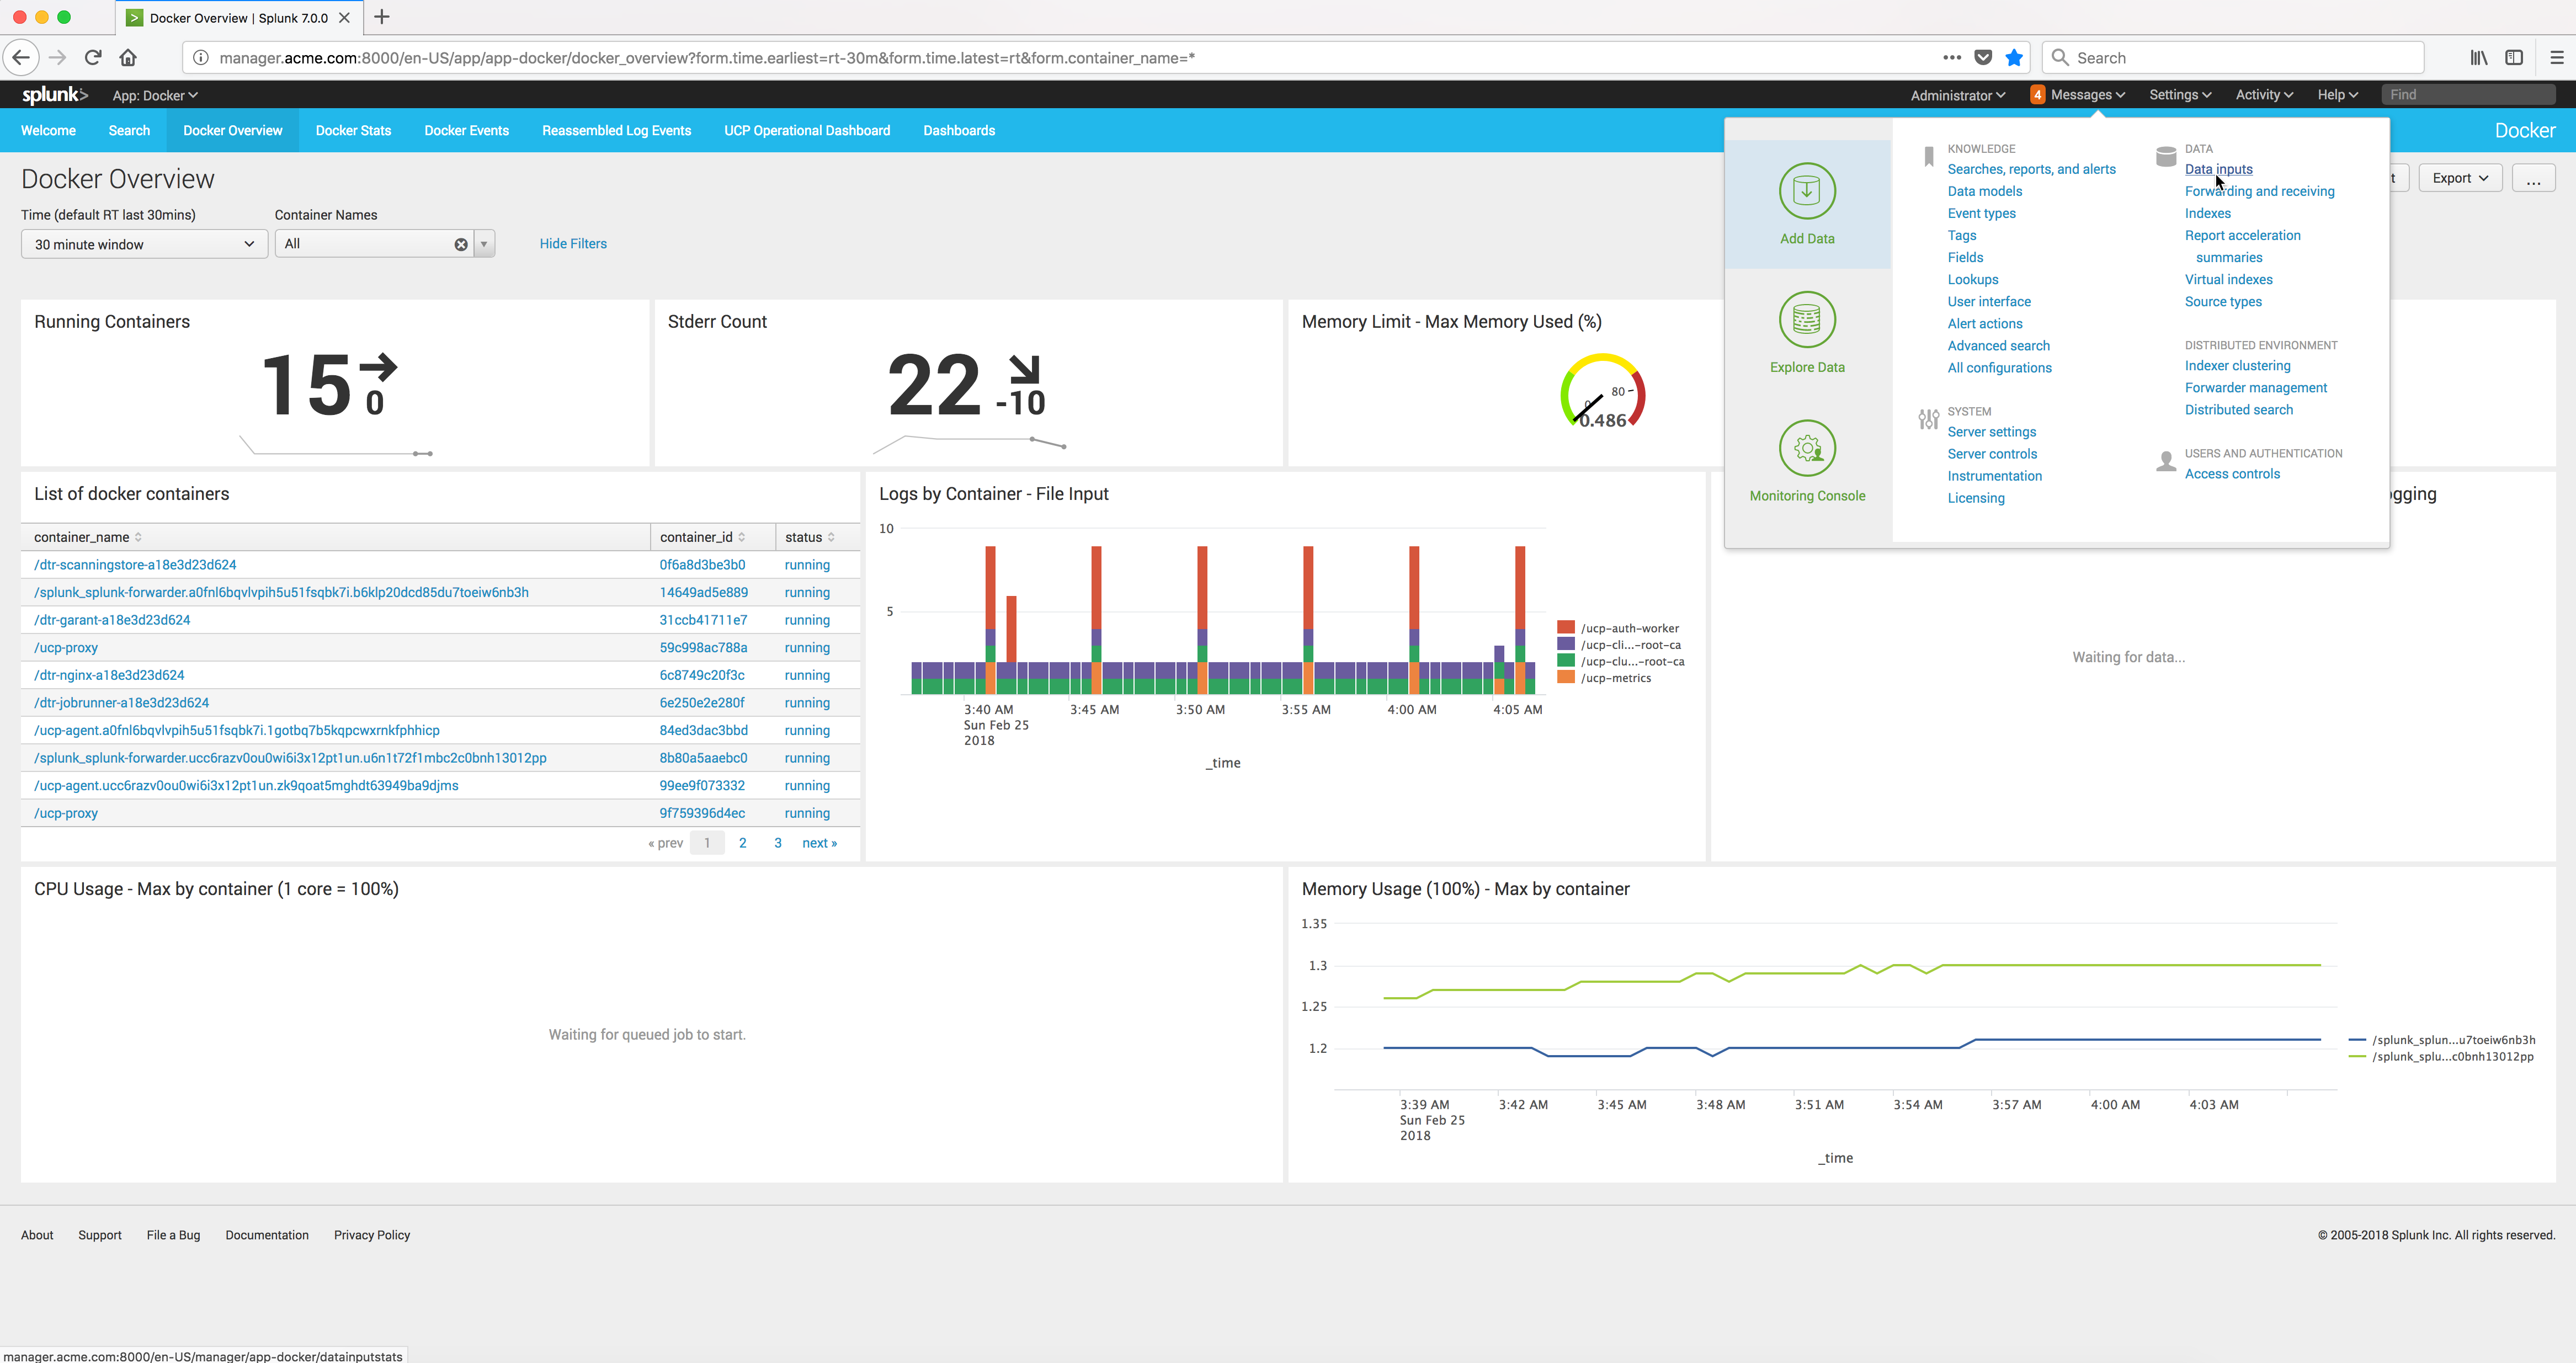 Docker Overview | Splunk 7.0.0
manager.acme.com:8000/en-US/app/app-docker/docker_overview?form.time.earliest=rt-30m&form.time.latest=rt&form.container_name=*
Search
splunk>
App: Docker
Administrator
4 Messages
Settings
Activity
Help
Find
Welcome
Search
Docker Overview
Docker Stats
Docker Events
Reassembled Log Events
UCP Operational Dashboard
Dashboards
Docker
Docker Overview
Export
...
Time (default RT last 30mins)
Container Names
30 minute window
All
Hide Filters
Add Data
Explore Data
Monitoring Console
KNOWLEDGE
Searches, reports, and alerts
Data models
Event types
Tags
Fields
Lookups
User interface
Alert actions
Advanced search
All configurations
SYSTEM
Server settings
Server controls
Instrumentation
Licensing
DATA
Data inputs
Forwarding and receiving
Indexes
Report acceleration
summaries
Virtual indexes
Source types
DISTRIBUTED ENVIRONMENT
Indexer clustering
Forwarder management
Distributed search
USERS AND AUTHENTICATION
Access controls
Running Containers
15
0
Stderr Count
22
-10
Memory Limit - Max Memory Used (%)
80
0
0.486
List of docker containers
container_name container_id status
/dtr-scanningstore-a18e3d23d624 0f6a8d3be3b0 running
/splunk_splunk-forwarder.a0fnl6bqvlvpih5u51fsqbk7i.b6klp20dcd85du7toeiw6nb3h 14649ad5e889 running
/dtr-garant-a18e3d23d624 31ccb41711e7 running
/ucp-proxy 59c998ac788a running
/dtr-nginx-a18e3d23d624 6c8749c20f3c running
/dtr-jobrunner-a18e3d23d624 6e250e2e280f running
/ucp-agent.a0fnl6bqvlvpih5u51fsqbk7i.1gotbq7b5kqpcwxrnkfphhicp 84ed3dac3bbd running
/splunk_splunk-forwarder.ucc6razv0ou0wi6i3x12pt1un.u6n1t72f1mbc2c0bnh13012pp 8b80a5aaebc0 running
/ucp-agent.ucc6razv0ou0wi6i3x12pt1un.zk9qoat5mghdt63949ba9djms 99ee9f073332 running
/ucp-proxy 9f759396d4ec running
« prev 1 2 3 next »
Logs by Container - File Input
10
5
3:40 AM 3:45 AM 3:50 AM 3:55 AM 4:00 AM 4:05 AM
Sun Feb 25
2018
_time
/ucp-auth-worker
/ucp-cli...-root-ca
/ucp-clu...-root-ca
/ucp-metrics
gging
Waiting for data...
CPU Usage - Max by container (1 core = 100%)
Waiting for queued job to start.
Memory Usage (100%) - Max by container
1.35
1.3
1.25
1.2
3:39 AM 3:42 AM 3:45 AM 3:48 AM 3:51 AM 3:54 AM 3:57 AM 4:00 AM 4:03 AM
Sun Feb 25
2018
_time
/splunk_splun...u7toeiw6nb3h
/splunk_splu...c0bnh13012pp
About Support File a Bug Documentation Privacy Policy
© 2005-2018 Splunk Inc. All rights reserved.
manager.acme.com:8000/en-US/manager/app-docker/datainputstats